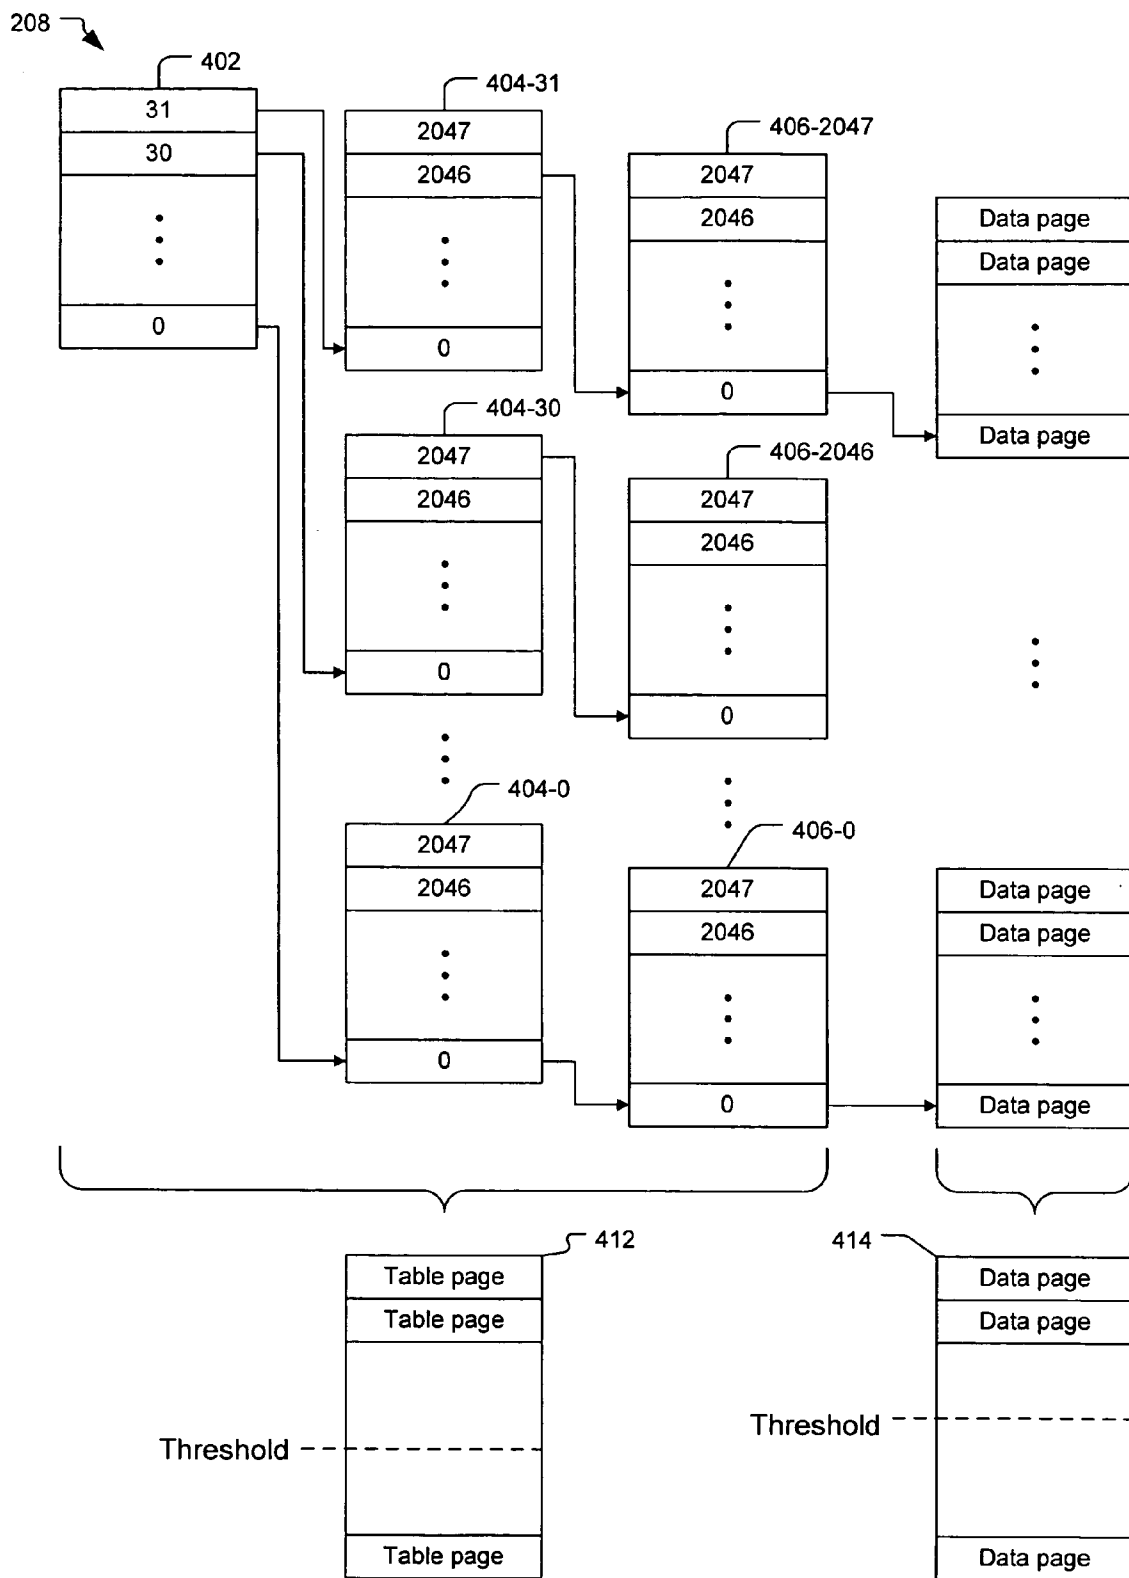 208
402
31
30
0
404-31
2047
2046
0
406-2047
2047
2046
0
Data page
Data page
Data page
404-30
2047
2046
0
406-2046
2047
2046
0
404-0
2047
2046
0
406-0
2047
2046
0
Data page
Data page
Data page
412
Table page
Table page
Threshold
Table page
414
Data page
Data page
Threshold
Data page